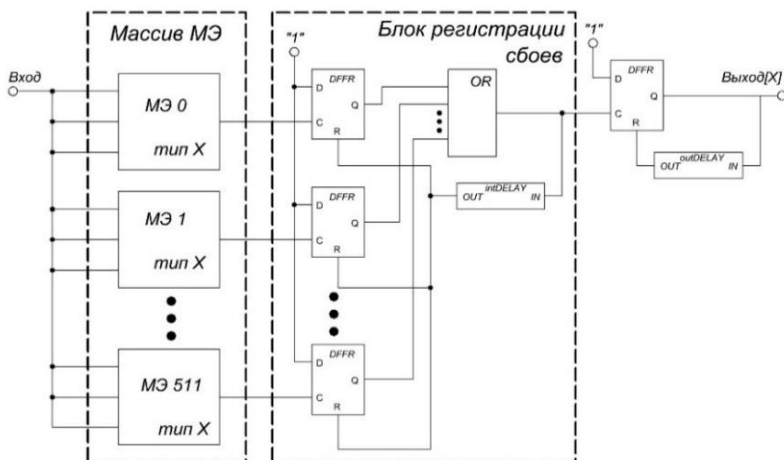 Массив МЭ
Блок регистрации
сбоев
"1"
"1"
Вход
Выход[X]
МЭ 0
тип X
DFFR
D
Q
C
R
OR
DFFR
D
Q
C
R
OUT
outDELAY
IN
OUT
intDELAY
IN
МЭ 1
тип X
DFFR
D
Q
C
R
МЭ 511
тип X
DFFR
D
Q
C
R